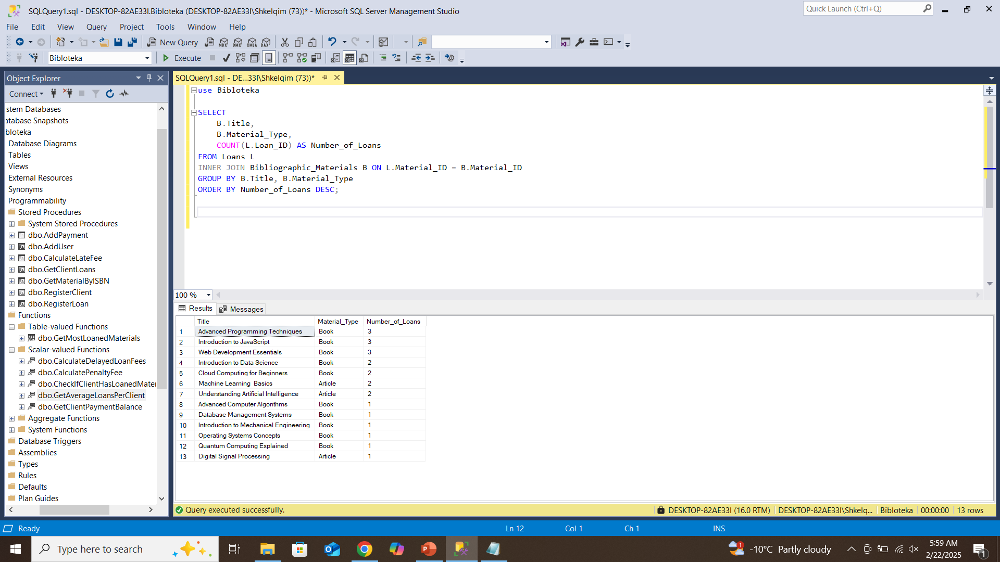 SQLQuery1.sql - DESKTOP-82AE33I.Bibloteka (DESKTOP-82AE33I\Shkelqim (73))* - Microsoft SQL Server Management Studio
Quick Launch (Ctrl+Q)
File Edit View Query Project Tools Window Help
New Query MDX DMX XMLA DAX
Bibloteka Execute
Object Explorer
Connect
stem Databases
atabase Snapshots
bloteka
Database Diagrams
Tables
Views
External Resources
Synonyms
Programmability
Stored Procedures
System Stored Procedures
dbo.AddPayment
dbo.AddUser
dbo.CalculateLateFee
dbo.GetClientLoans
dbo.GetMaterialByISBN
dbo.RegisterClient
dbo.RegisterLoan
Functions
Table-valued Functions
dbo.GetMostLoanedMaterials
Scalar-valued Functions
dbo.CalculateDelayedLoanFees
dbo.CalculatePenaltyFee
dbo.CheckIfClientHasLoanedMater
dbo.GetAverageLoansPerClient
dbo.GetClientPaymentBalance
Aggregate Functions
System Functions
Database Triggers
Assemblies
Types
Rules
Defaults
Plan Guides
SQLQuery1.sql - DE...33I\Shkelqim (73))*
use Bibloteka
SELECT
B.Title,
B.Material_Type,
COUNT(L.Loan_ID) AS Number_of_Loans
FROM Loans L
INNER JOIN Bibliographic_Materials B ON L.Material_ID = B.Material_ID
GROUP BY B.Title, B.Material_Type
ORDER BY Number_of_Loans DESC;
100 %
Results Messages
Title Material_Type Number_of_Loans
1 Advanced Programming Techniques Book 3
2 Introduction to JavaScript Book 3
3 Web Development Essentials Book 3
4 Introduction to Data Science Book 2
5 Cloud Computing for Beginners Book 2
6 Machine Learning  Basics Article 2
7 Understanding Artificial Intelligence Article 2
8 Advanced Computer Algorithms Book 1
9 Database Management Systems Book 1
10 Introduction to Mechanical Engineering Book 1
11 Operating Systems Concepts Book 1
12 Quantum Computing Explained Book 1
13 Digital Signal Processing Article 1
Query executed successfully. DESKTOP-82AE33I (16.0 RTM) DESKTOP-82AE33I\Shkelq... Bibloteka 00:00:00 13 rows
Ready Ln 12 Col 1 Ch 1 INS
Type here to search
1 -10°C Partly cloudy
5:59 AM
2/22/2025
1